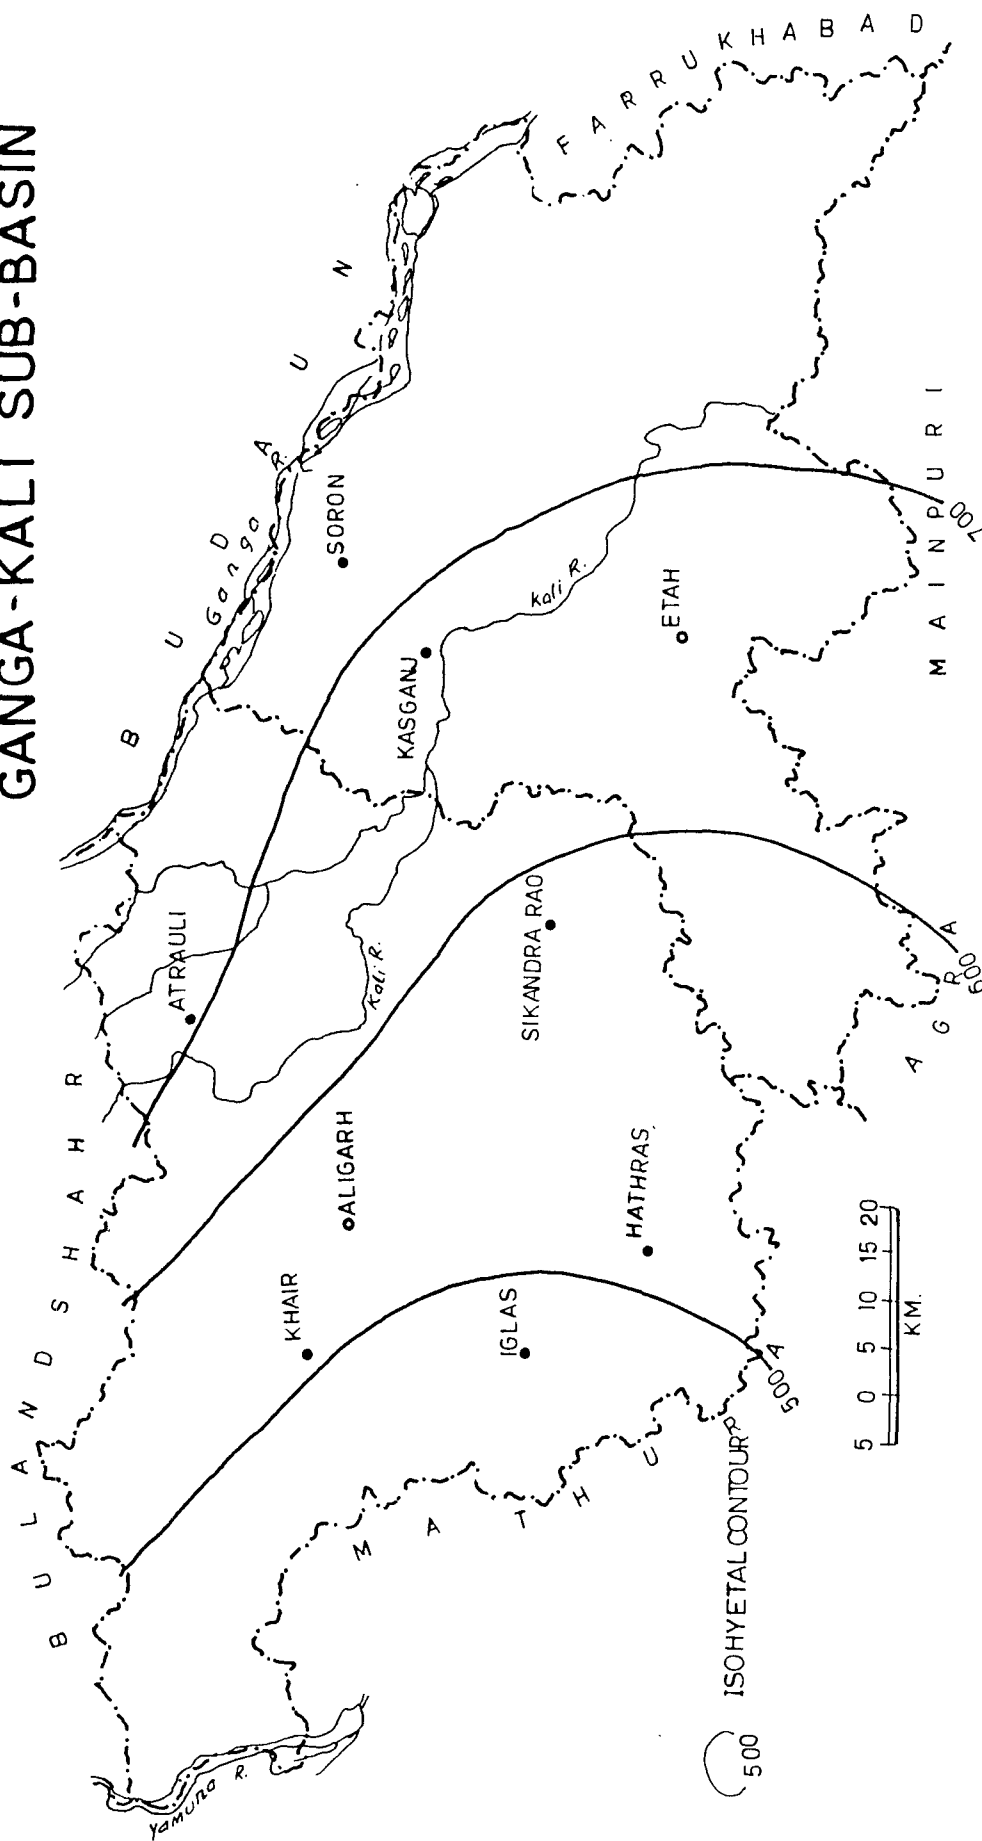 GANGA-KALI SUB-BASIN
BULANDSHAHR
BUDAUN
FARRUKHABAD
MAINPURI
AGRA
MATHURA
Yamuna R.
Ganga R.
Kali R.
Kali R.
ATRAULI
SORON
KASGANJ
ETAH
KHAIR
ALIGARH
SIKANDRA RAO
IGLAS
HATHRAS
500
600
700
500 ISOHYETAL CONTOUR
5 0 5 10 15 20
KM.